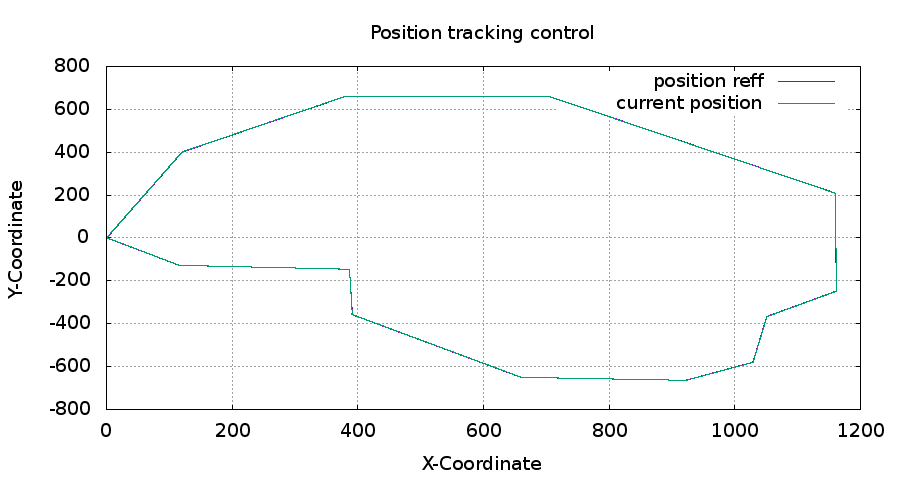 Position tracking control
position reff
current position
800
600
400
200
0
-200
-400
-600
-800
Y-Coordinate
0 200 400 600 800 1000 1200
X-Coordinate